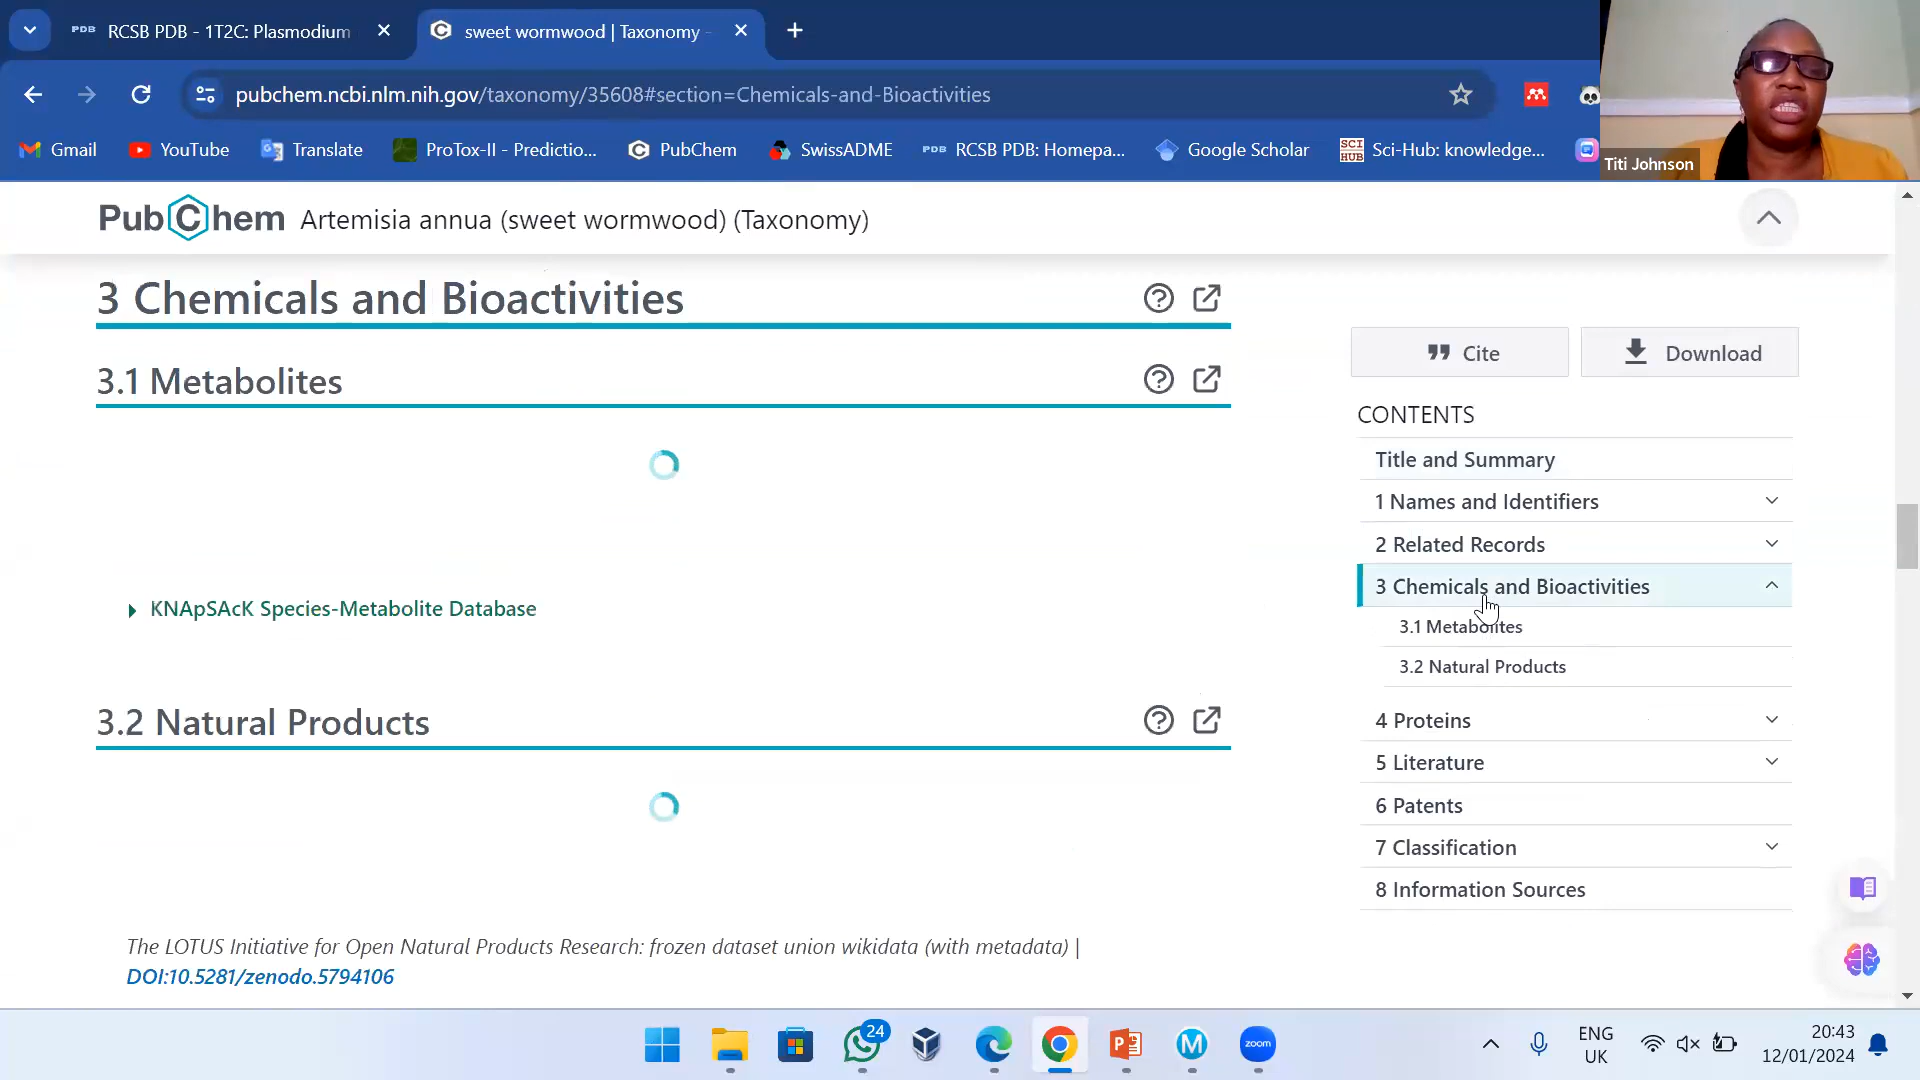 PDB RCSB PDB - 1T2C: Plasmodium
sweet wormwood | Taxonomy -
pubchem.ncbi.nlm.nih.gov/taxonomy/35608#section=Chemicals-and-Bioactivities
Gmail
YouTube
Translate
ProTox-II - Predictio...
PubChem
SwissADME
PDB RCSB PDB: Homepa...
Google Scholar
SCI HUB Sci-Hub: knowledge...
Titi Johnson
PubChem Artemisia annua (sweet wormwood) (Taxonomy)
3 Chemicals and Bioactivities
3.1 Metabolites
KNApSAcK Species-Metabolite Database
3.2 Natural Products
The LOTUS Initiative for Open Natural Products Research: frozen dataset union wikidata (with metadata) |
DOI:10.5281/zenodo.5794106
Cite
Download
CONTENTS
Title and Summary
1 Names and Identifiers
2 Related Records
3 Chemicals and Bioactivities
3.1 Metabolites
3.2 Natural Products
4 Proteins
5 Literature
6 Patents
7 Classification
8 Information Sources
24
P
M
zoom
ENG
UK
20:43
12/01/2024